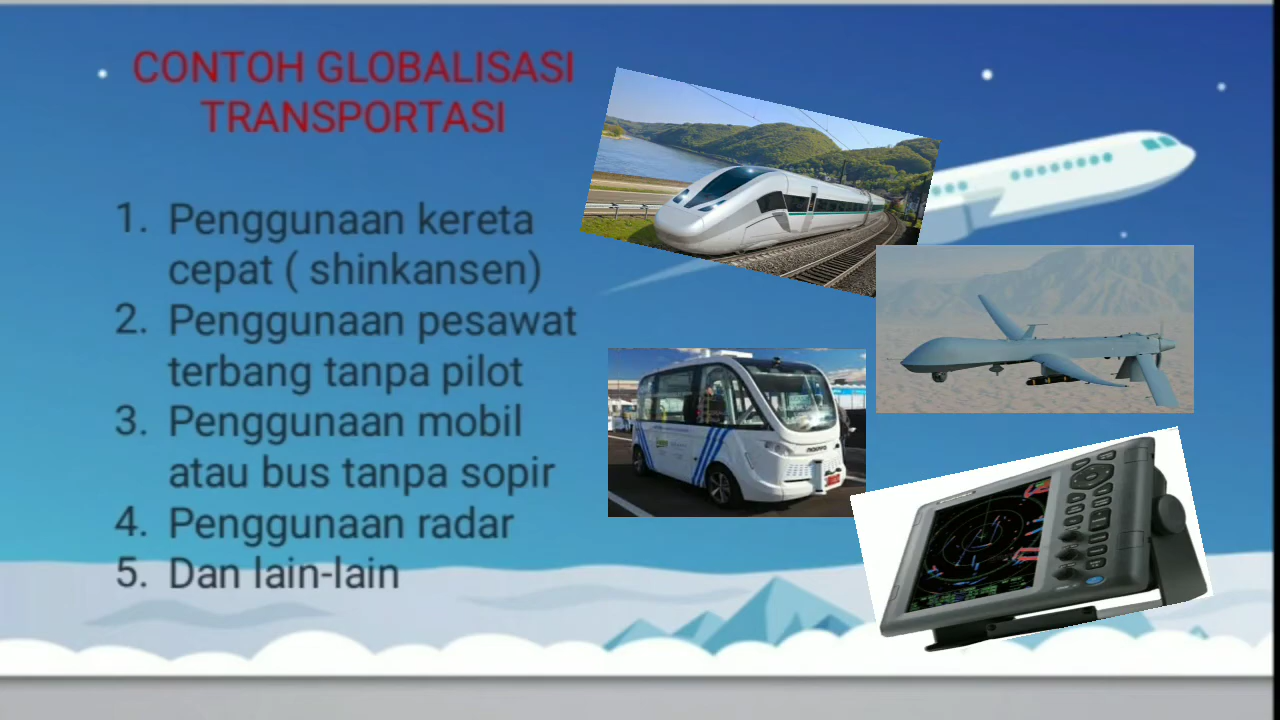 CONTOH GLOBALISASI
TRANSPORTASI
1. Penggunaan kereta
cepat ( shinkansen)
2. Penggunaan pesawat
terbang tanpa pilot
3. Penggunaan mobil
atau bus tanpa sopir
4. Penggunaan radar
5. Dan lain-lain